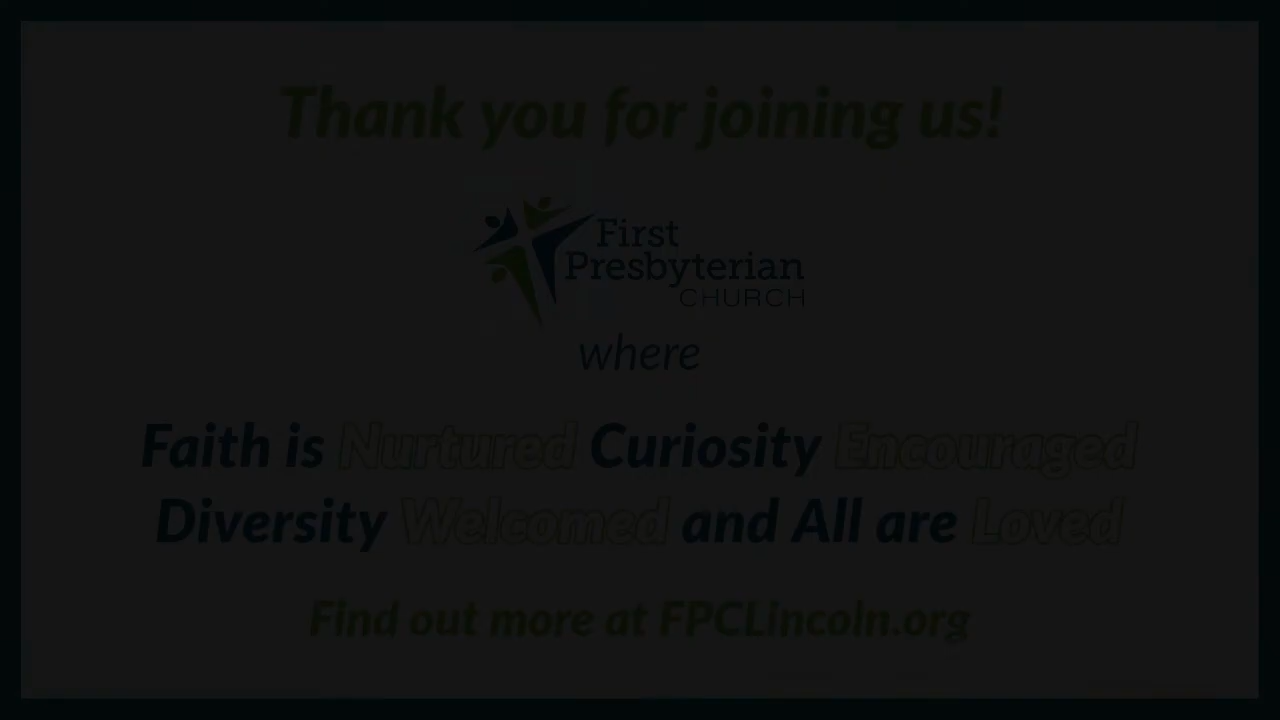 Thank you for joining us!
First
Presbyterian
CHURCH
where
Faith is Nurtured Curiosity Encouraged
Diversity Welcomed and All are Loved
Find out more at FPCLincoln.org